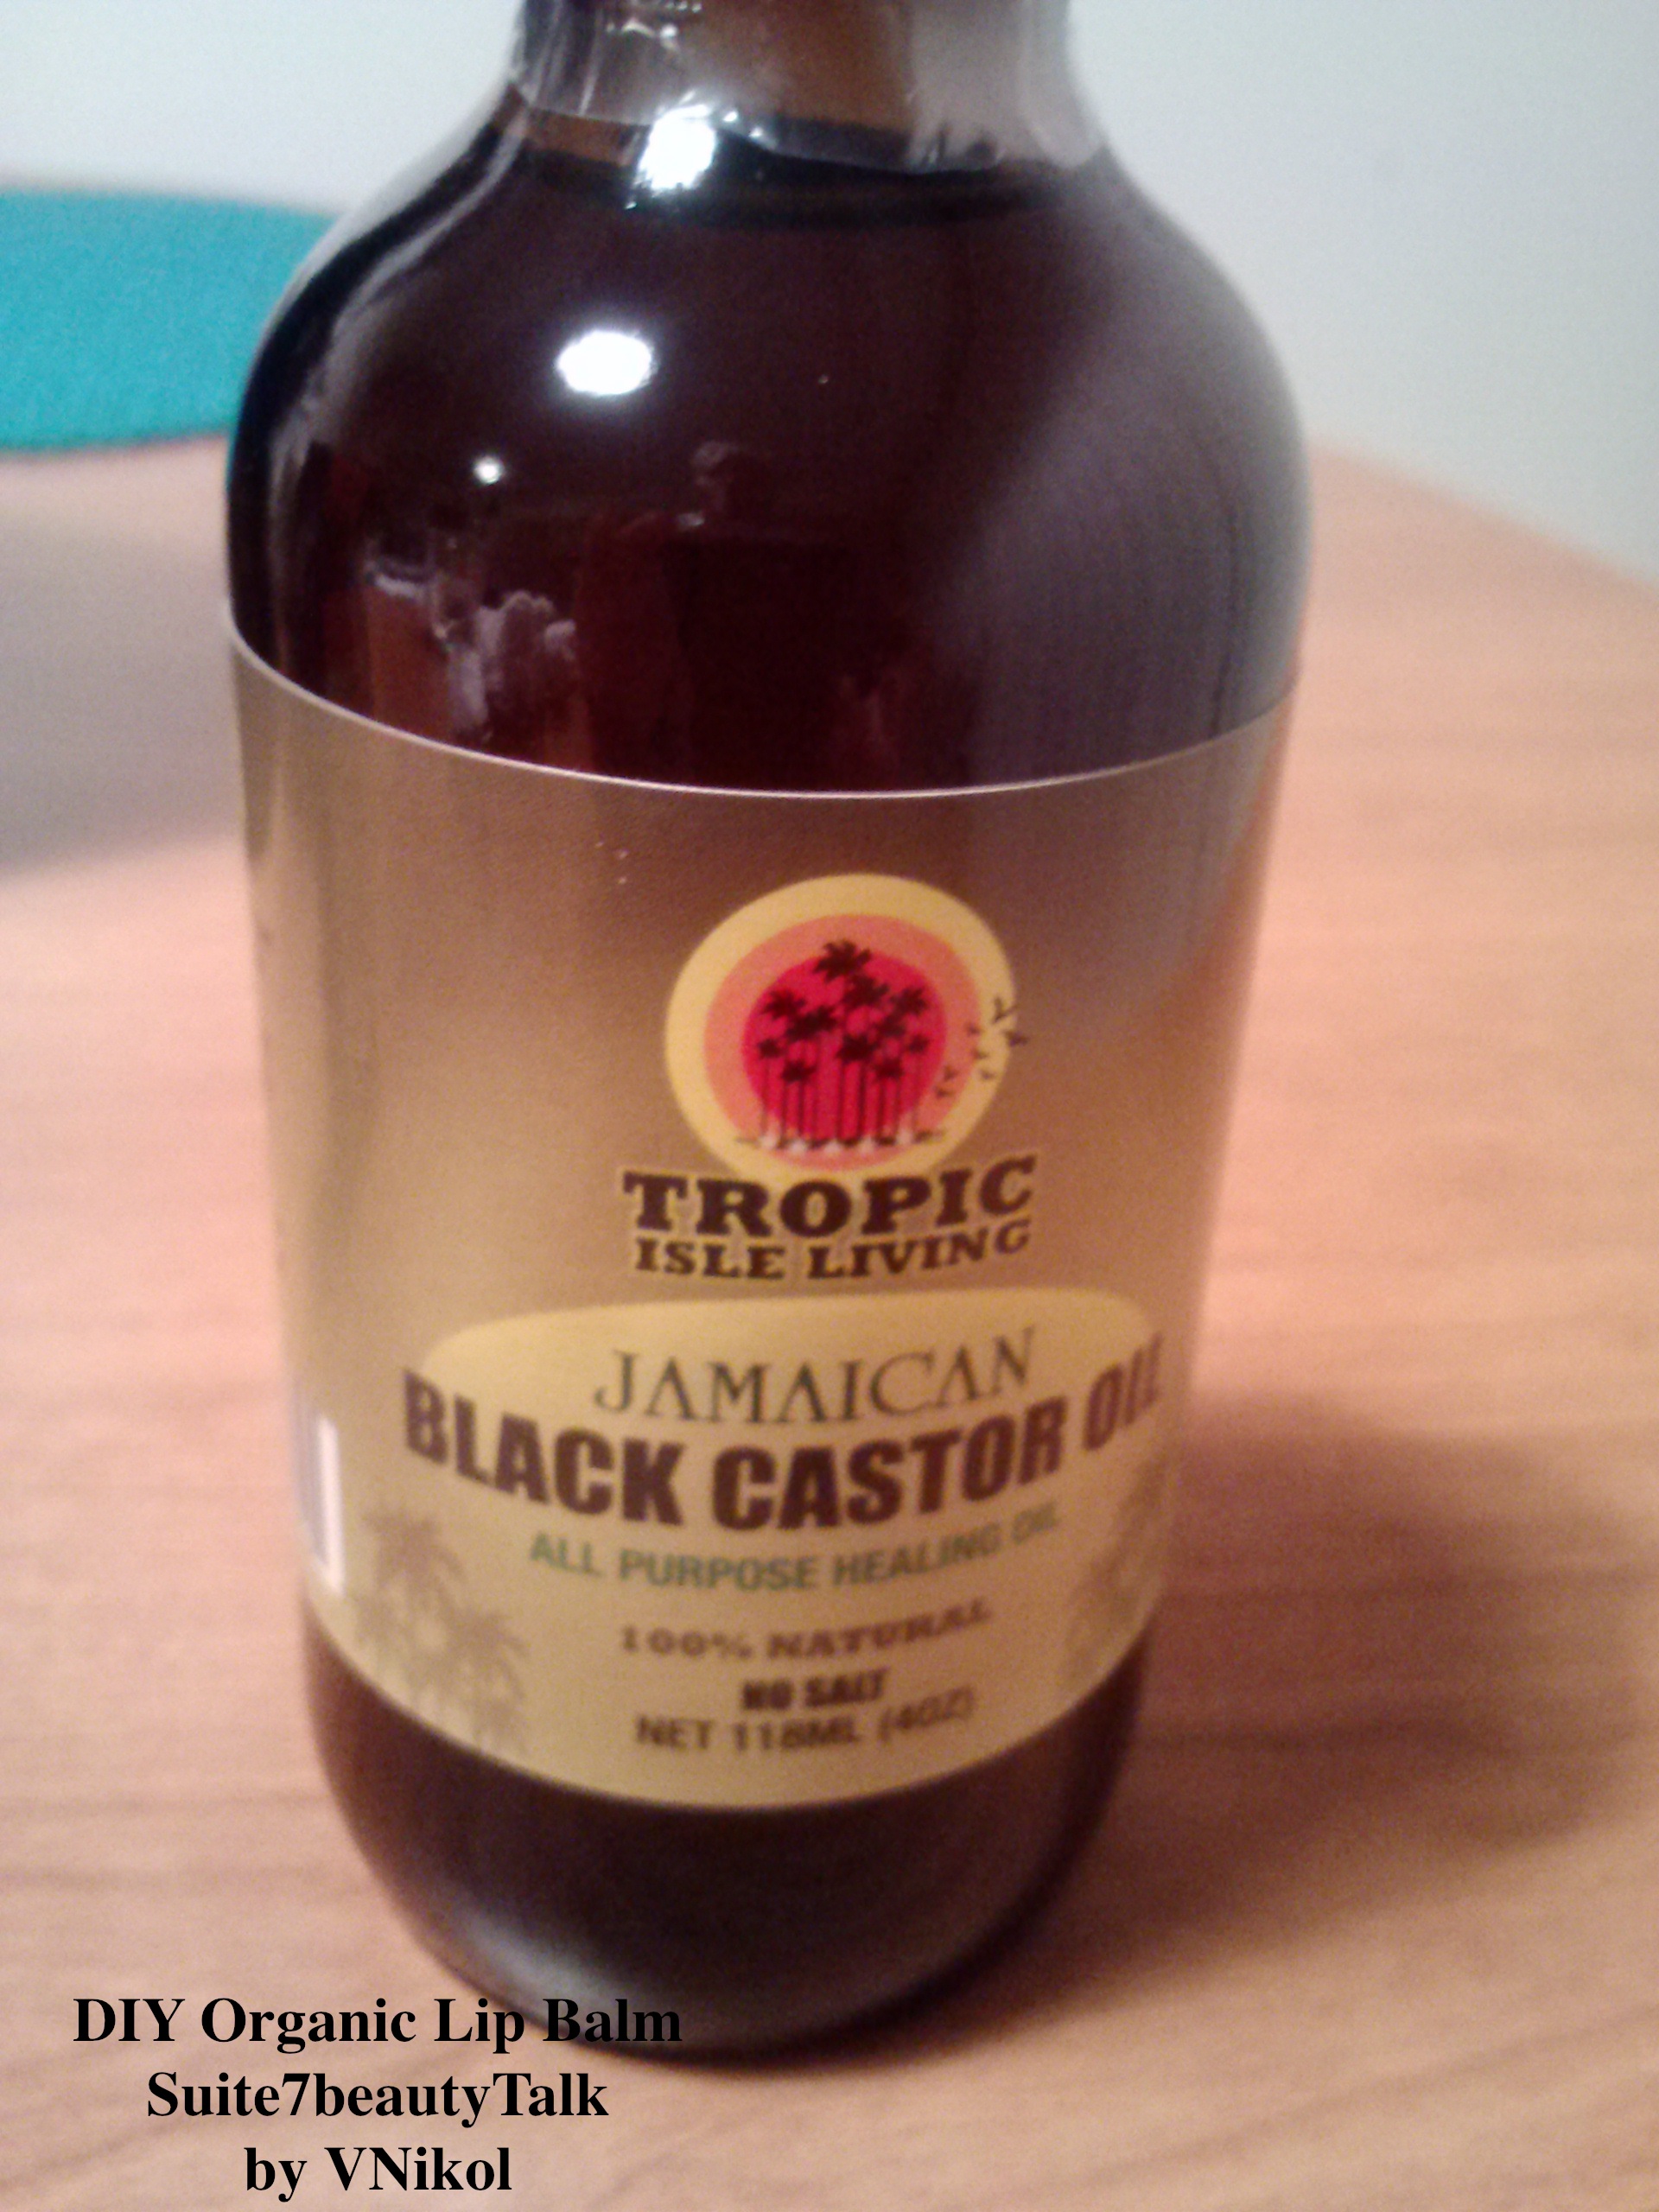 TROPIC
ISLE LIVING
JAMAICAN
BLACK CASTOR OIL
ALL PURPOSE HEALING OIL
100% NATURAL
NO SALT
NET 118ML (4OZ)
DIY Organic Lip Balm
Suite7beautyTalk
by VNikol